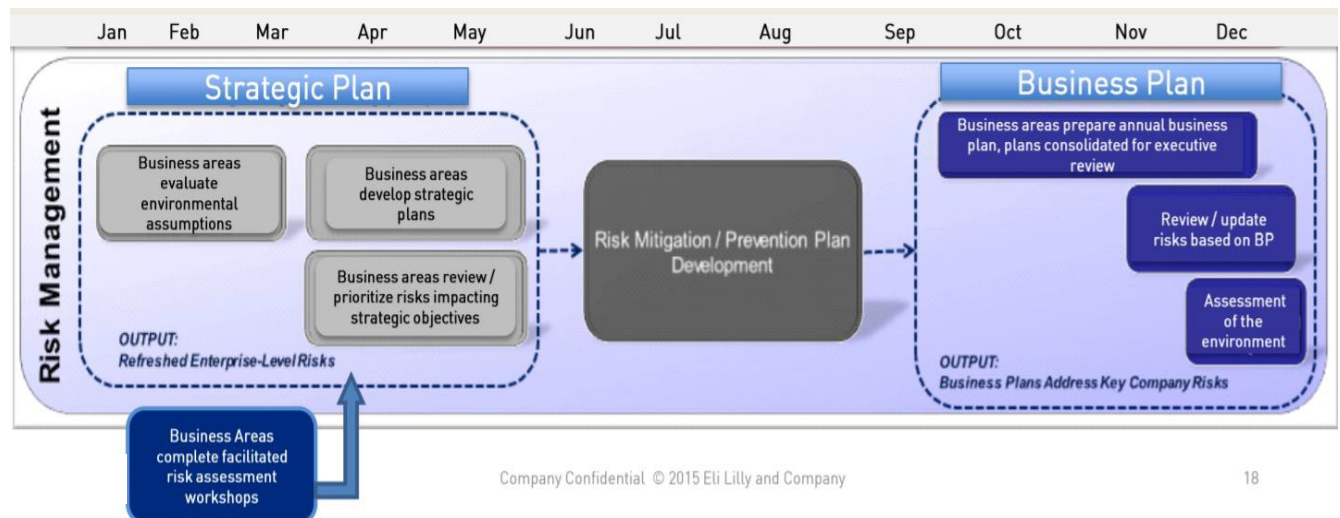 Jan Feb Mar Apr May Jun Jul Aug Sep Oct Nov Dec
Risk Management
Strategic Plan
Business areas
evaluate
environmental
assumptions
Business areas
develop strategic
plans
Business areas review /
prioritize risks impacting
strategic objectives
OUTPUT:
Refreshed Enterprise-Level Risks
Business Areas
complete facilitated
risk assessment
workshops
Risk Mitigation / Prevention Plan
Development
Business Plan
Business areas prepare annual business
plan, plans consolidated for executive
review
Review / update
risks based on BP
Assessment
of the
environment
OUTPUT:
Business Plans Address Key Company Risks
Company Confidential © 2015 Eli Lilly and Company
18